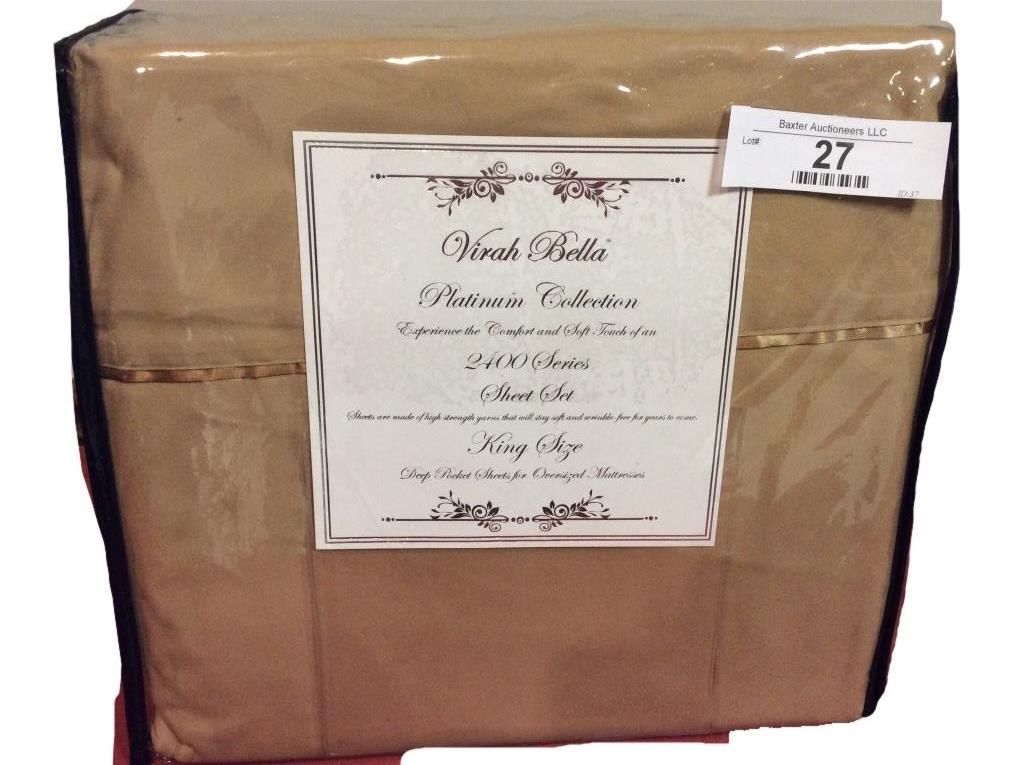 Baxter Auctioneers LLC
Lot#:
27
ID:37
Virah Bella
Platinum Collection
Experience the Comfort and Soft Touch of an
2400 Series
Sheet Set
Sheets are made of high strength yarns that will stay soft and wrinkle free for years to come.
King Size
Deep Pocket Sheets for Oversized Mattresses